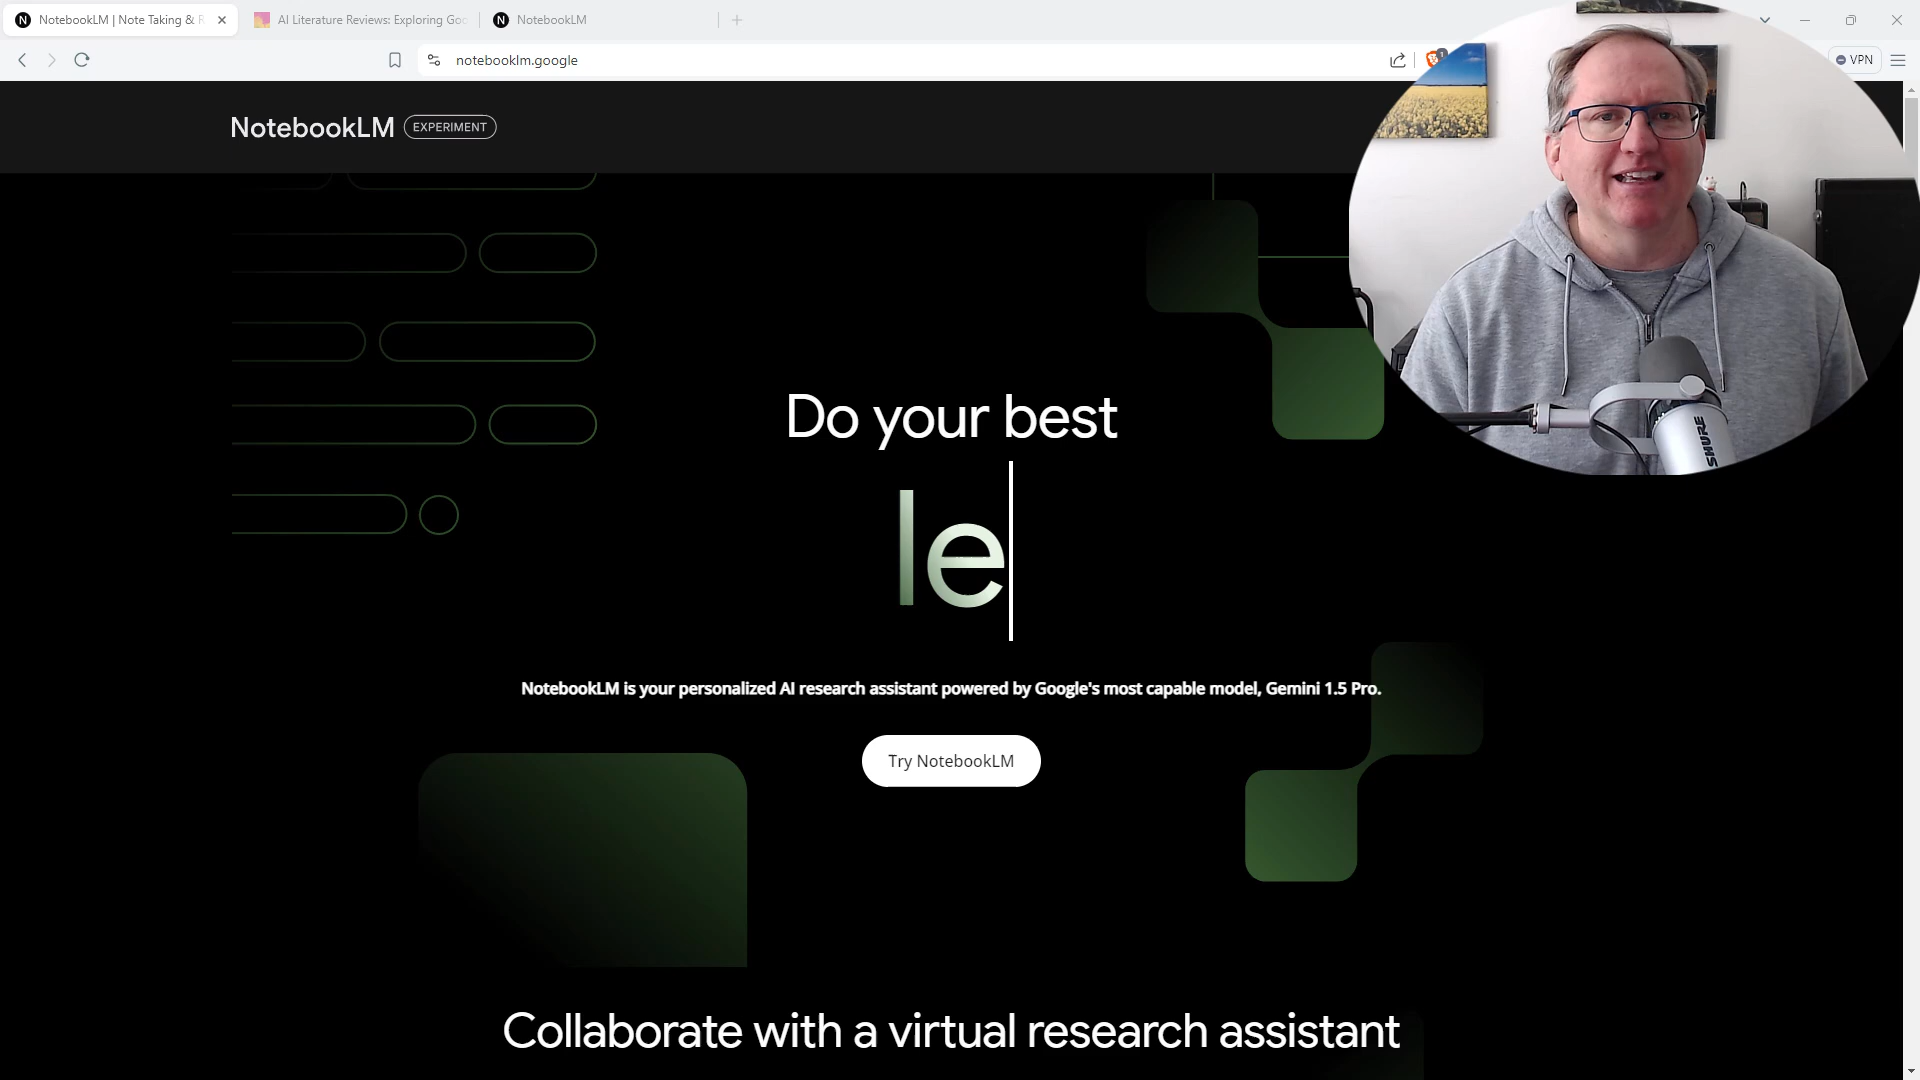 NotebookLM | Note Taking & R
AI Literature Reviews: Exploring Goo
NotebookLM
notebooklm.google
1
VPN
NotebookLM EXPERIMENT
Do your best
le
NotebookLM is your personalized AI research assistant powered by Google's most capable model, Gemini 1.5 Pro.
Try NotebookLM
Collaborate with a virtual research assistant
SHURE